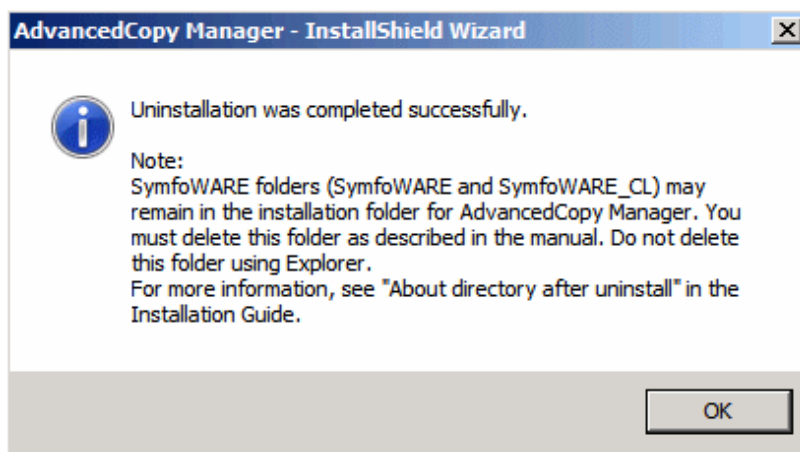 AdvancedCopy Manager - InstallShield Wizard
Uninstallation was completed successfully.
Note:
SymfoWARE folders (SymfoWARE and SymfoWARE_CL) may
remain in the installation folder for AdvancedCopy Manager. You
must delete this folder as described in the manual. Do not delete
this folder using Explorer.
For more information, see "About directory after uninstall" in the
Installation Guide.
OK